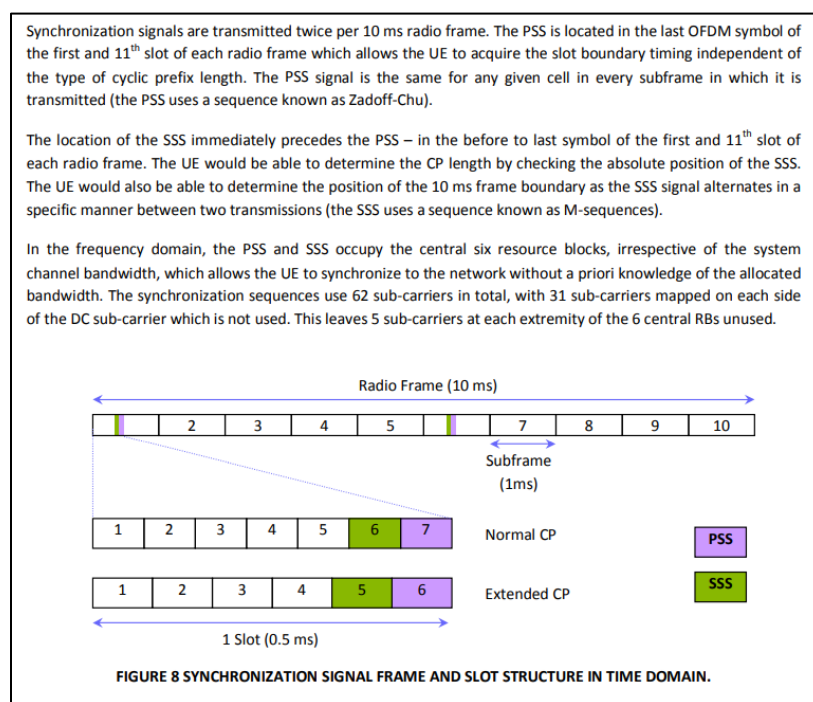 Synchronization signals are transmitted twice per 10 ms radio frame. The PSS is located in the last OFDM symbol of
the first and 11th slot of each radio frame which allows the UE to acquire the slot boundary timing independent of
the type of cyclic prefix length. The PSS signal is the same for any given cell in every subframe in which it is
transmitted (the PSS uses a sequence known as Zadoff-Chu).
The location of the SSS immediately precedes the PSS – in the before to last symbol of the first and 11th slot of
each radio frame. The UE would be able to determine the CP length by checking the absolute position of the SSS.
The UE would also be able to determine the position of the 10 ms frame boundary as the SSS signal alternates in a
specific manner between two transmissions (the SSS uses a sequence known as M-sequences).
In the frequency domain, the PSS and SSS occupy the central six resource blocks, irrespective of the system
channel bandwidth, which allows the UE to synchronize to the network without a priori knowledge of the allocated
bandwidth. The synchronization sequences use 62 sub-carriers in total, with 31 sub-carriers mapped on each side
of the DC sub-carrier which is not used. This leaves 5 sub-carriers at each extremity of the 6 central RBs unused.
Radio Frame (10 ms)
2 3 4 5 7 8 9 10
Subframe
(1ms)
1 2 3 4 5 6 7 Normal CP PSS
1 2 3 4 5 6 Extended CP SSS
1 Slot (0.5 ms)
FIGURE 8 SYNCHRONIZATION SIGNAL FRAME AND SLOT STRUCTURE IN TIME DOMAIN.